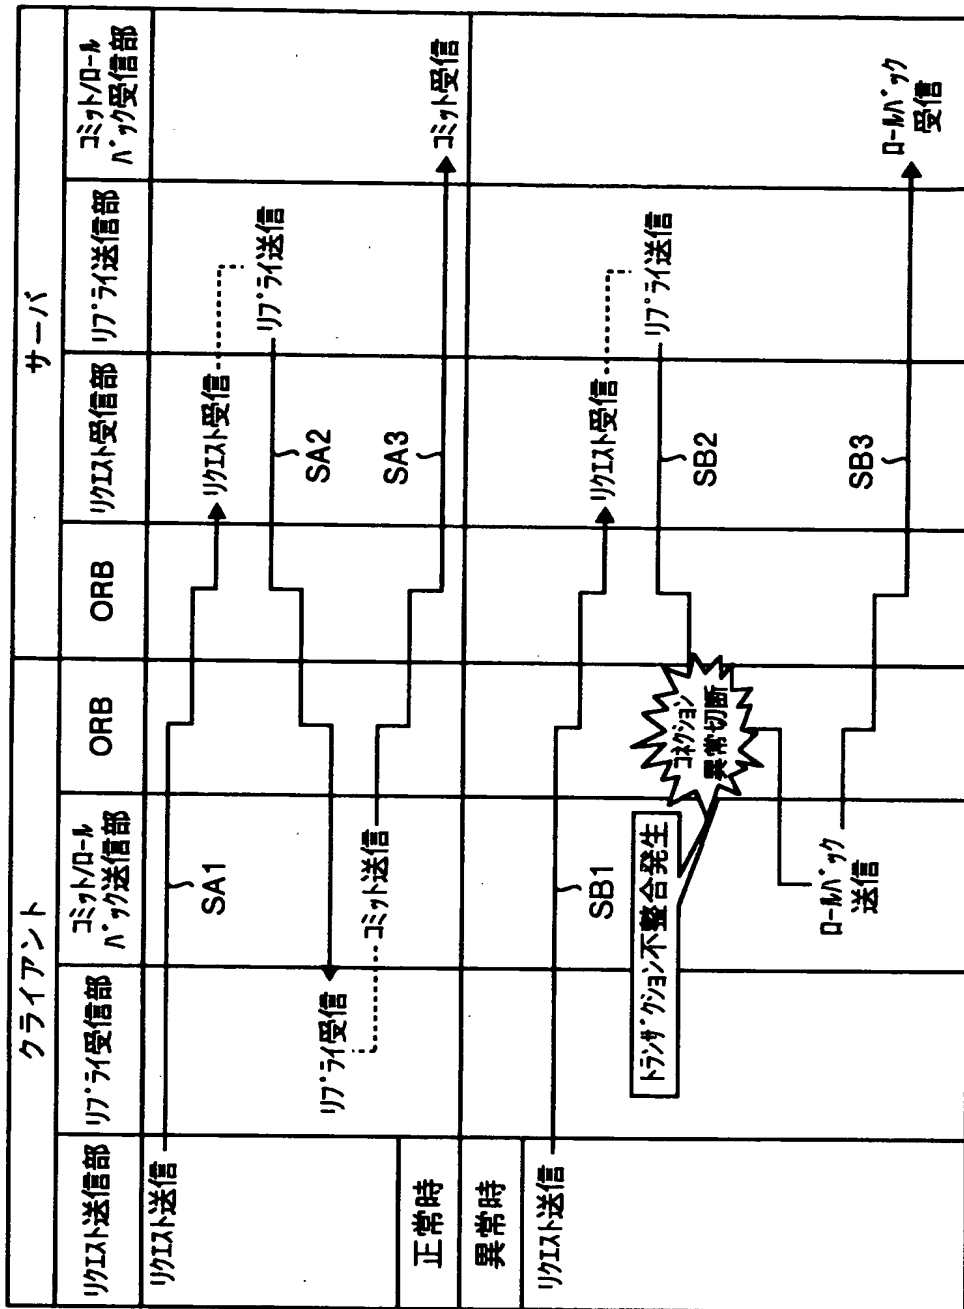 クライアント
サーバ
リクエスト送信部
リプライ受信部
コミット/ロール
バック送信部
ORB
ORB
リクエスト受信部
リプライ送信部
コミット/ロール
バック受信部
リクエスト送信
SA1
リクエスト受信
リプライ送信
SA2
リプライ受信
コミット送信
SA3
コミット受信
正常時
異常時
リクエスト送信
SB1
リクエスト受信
リプライ送信
SB2
コネクション
異常切断
トランザクション不整合発生
ロールバック
送信
SB3
ロールバック
受信